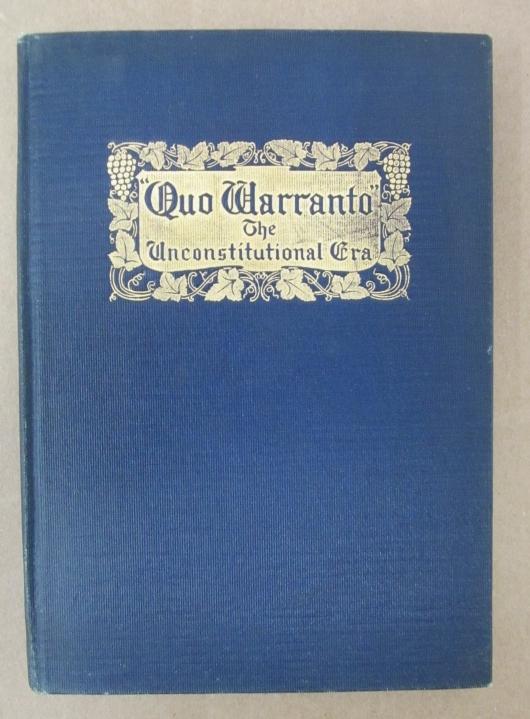 "Quo Warranto"
The
Unconstitutional Era